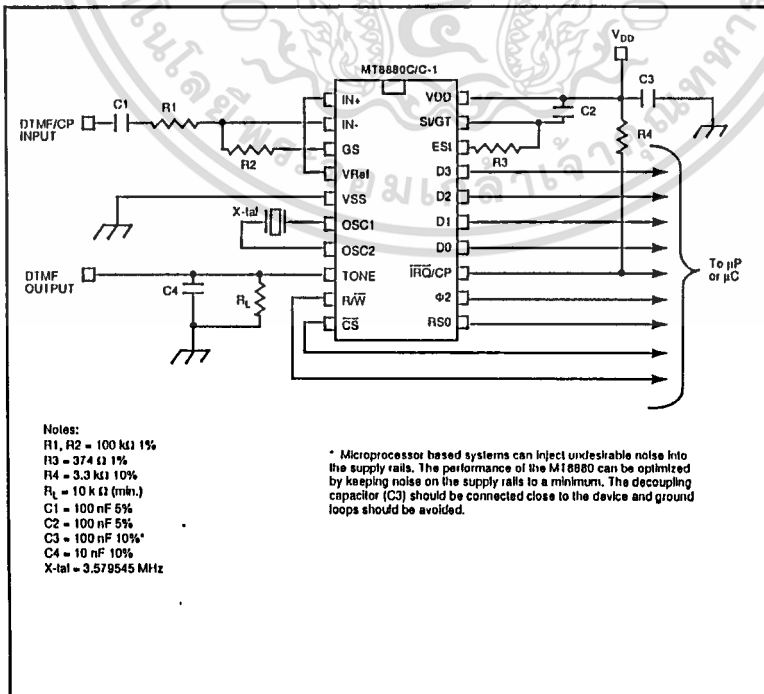 MT8880C/C-1
VDD
C3
C1
R1
DTMF/CP
INPUT
R2
IN+
IN-
GS
VRef
VSS
OSC1
OSC2
TONE
R/W̅
C̅S̅
VDD
St/GT
ESt
D3
D2
D1
D0
I̅R̅Q̅/CP
Φ2
RS0
C2
R3
R4
X-tal
DTMF
OUTPUT
C4
RL
To µP
or µC
Notes:
R1, R2 = 100 kΩ 1%
R3 = 374 Ω 1%
R4 = 3.3 kΩ 10%
RL = 10 k Ω (min.)
C1 = 100 nF 5%
C2 = 100 nF 5%
C3 = 100 nF 10%*
C4 = 10 nF 10%
X-tal = 3.579545 MHz
* Microprocessor based systems can inject undesirable noise into
the supply rails. The performance of the MT8880 can be optimized
by keeping noise on the supply rails to a minimum. The decoupling
capacitor (C3) should be connected close to the device and ground
loops should be avoided.